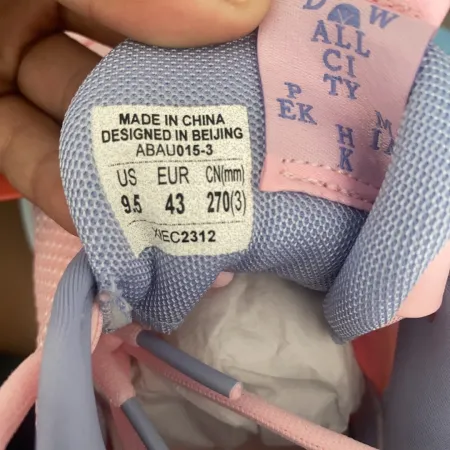 D W
ALL
CI
TY
P
EK
H
K
MADE IN CHINA
DESIGNED IN BEIJING
ABAU015-3
US EUR CN(mm)
9.5 43 270(3)
EC2312